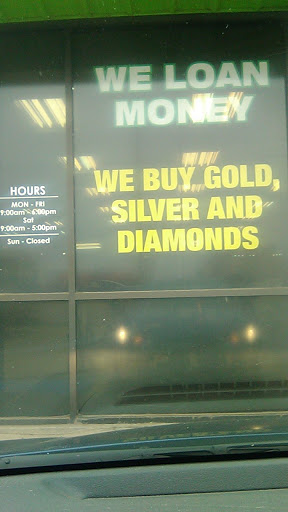 WE LOAN
MONEY
WE BUY GOLD,
SILVER AND
DIAMONDS
HOURS
MON - FRI
9:00am - 6:00pm
Sat
9:00am - 5:00pm
Sun - Closed